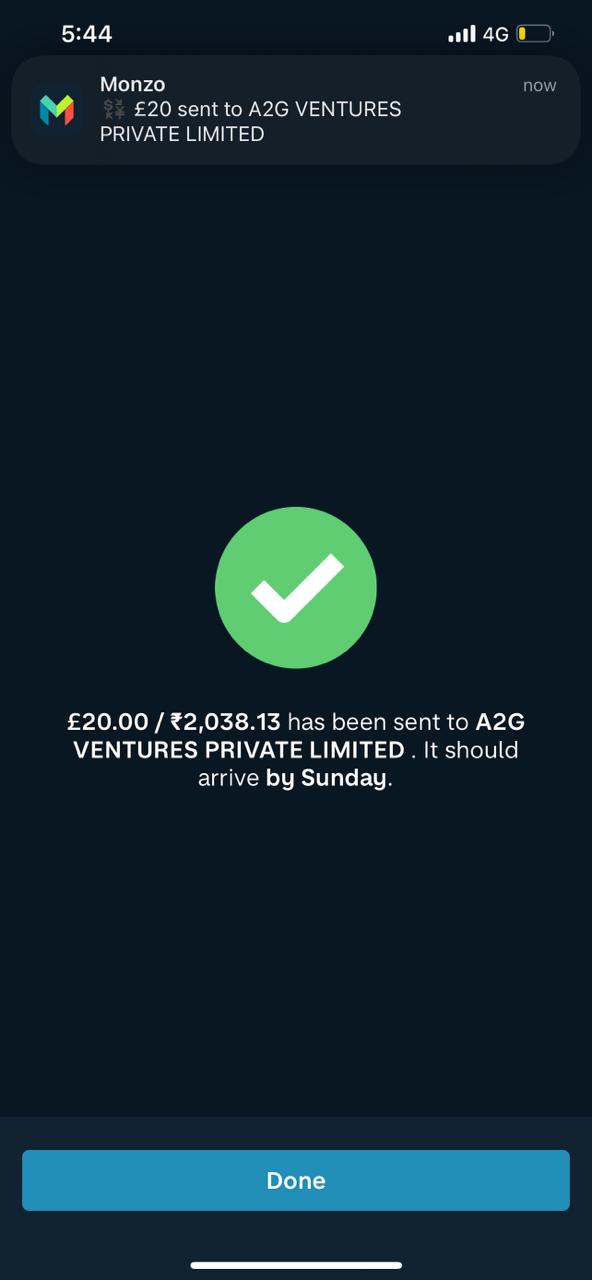 5:44
4G
Monzo
now
💱 £20 sent to A2G VENTURES
PRIVATE LIMITED
£20.00 / ₹2,038.13 has been sent to A2G
VENTURES PRIVATE LIMITED . It should
arrive by Sunday.
Done